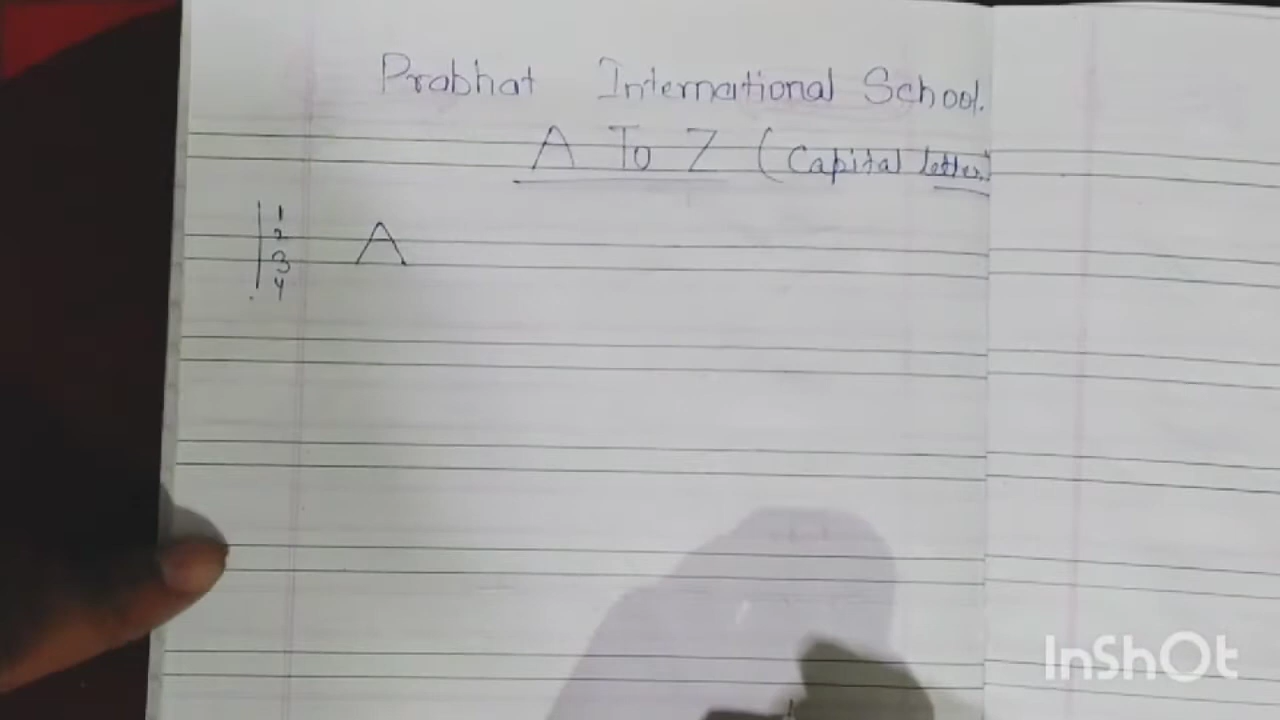 Prabhat International School.
A To Z (Capital letter)
1
2
3
4
A
InShOt